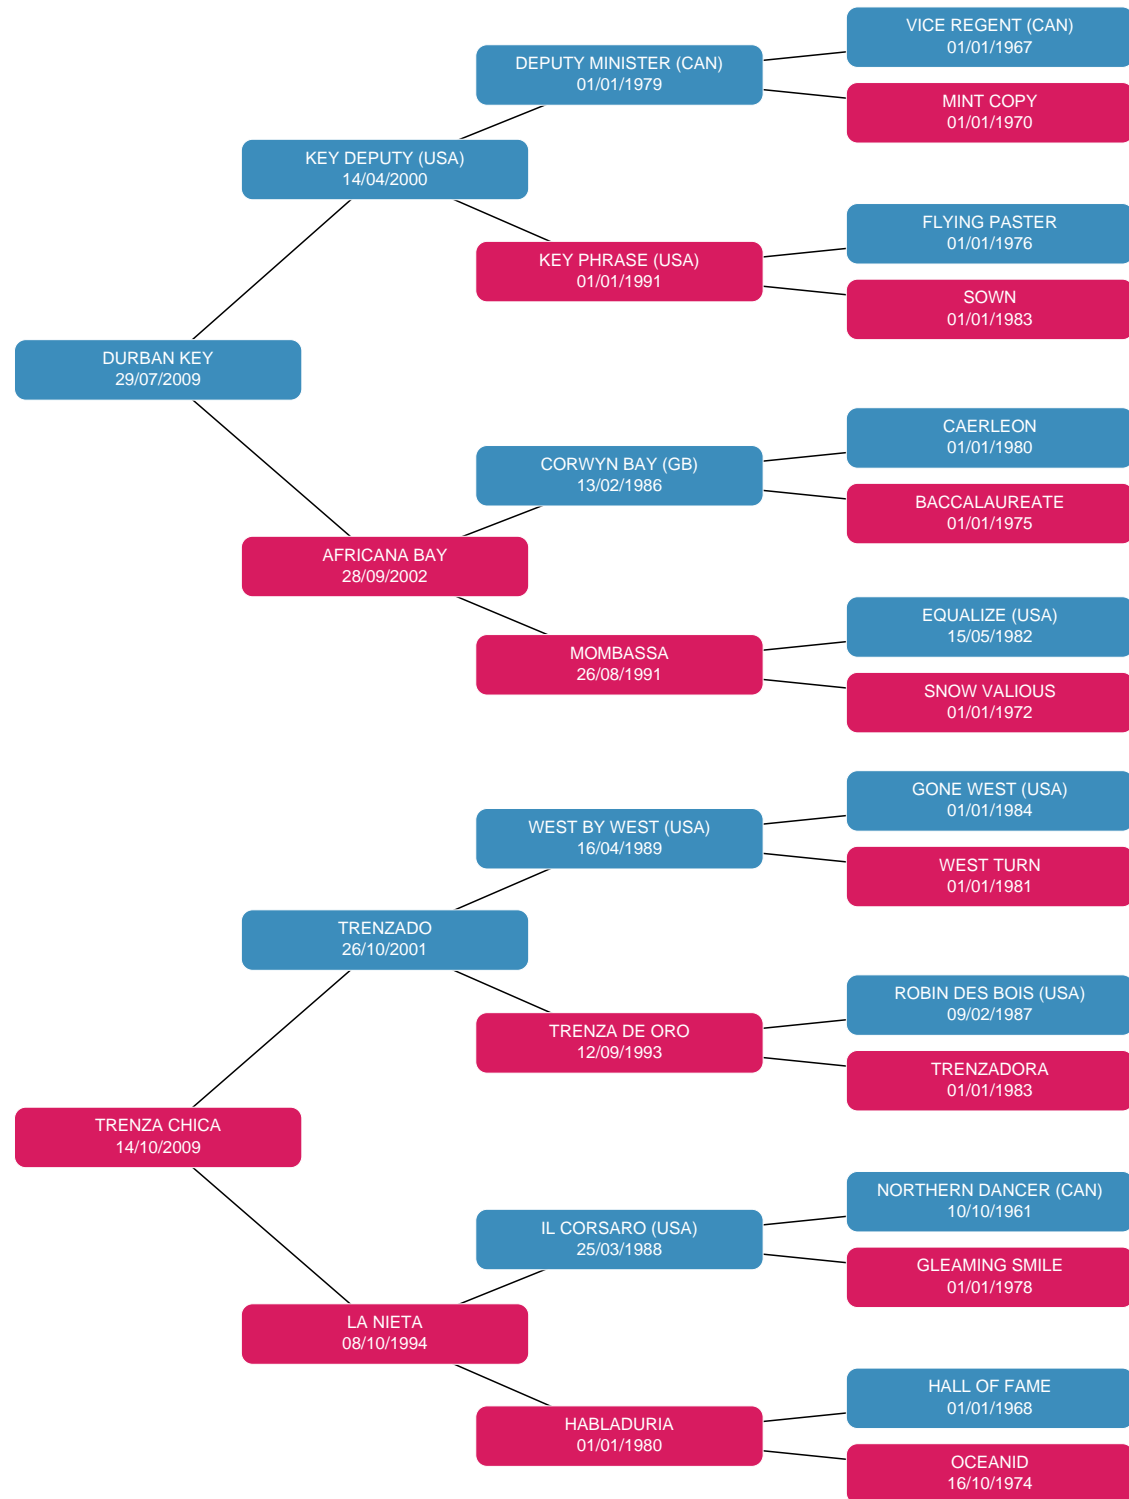 VICE REGENT (CAN)
01/01/1967
DEPUTY MINISTER (CAN)
01/01/1979
MINT COPY
01/01/1970
KEY DEPUTY (USA)
14/04/2000
FLYING PASTER
01/01/1976
KEY PHRASE (USA)
01/01/1991
SOWN
01/01/1983
DURBAN KEY
29/07/2009
CAERLEON
01/01/1980
CORWYN BAY (GB)
13/02/1986
BACCALAUREATE
01/01/1975
AFRICANA BAY
28/09/2002
EQUALIZE (USA)
15/05/1982
MOMBASSA
26/08/1991
SNOW VALIOUS
01/01/1972
GONE WEST (USA)
01/01/1984
WEST BY WEST (USA)
16/04/1989
WEST TURN
01/01/1981
TRENZADO
26/10/2001
ROBIN DES BOIS (USA)
09/02/1987
TRENZA DE ORO
12/09/1993
TRENZADORA
01/01/1983
TRENZA CHICA
14/10/2009
NORTHERN DANCER (CAN)
10/10/1961
IL CORSARO (USA)
25/03/1988
GLEAMING SMILE
01/01/1978
LA NIETA
08/10/1994
HALL OF FAME
01/01/1968
HABLADURIA
01/01/1980
OCEANID
16/10/1974